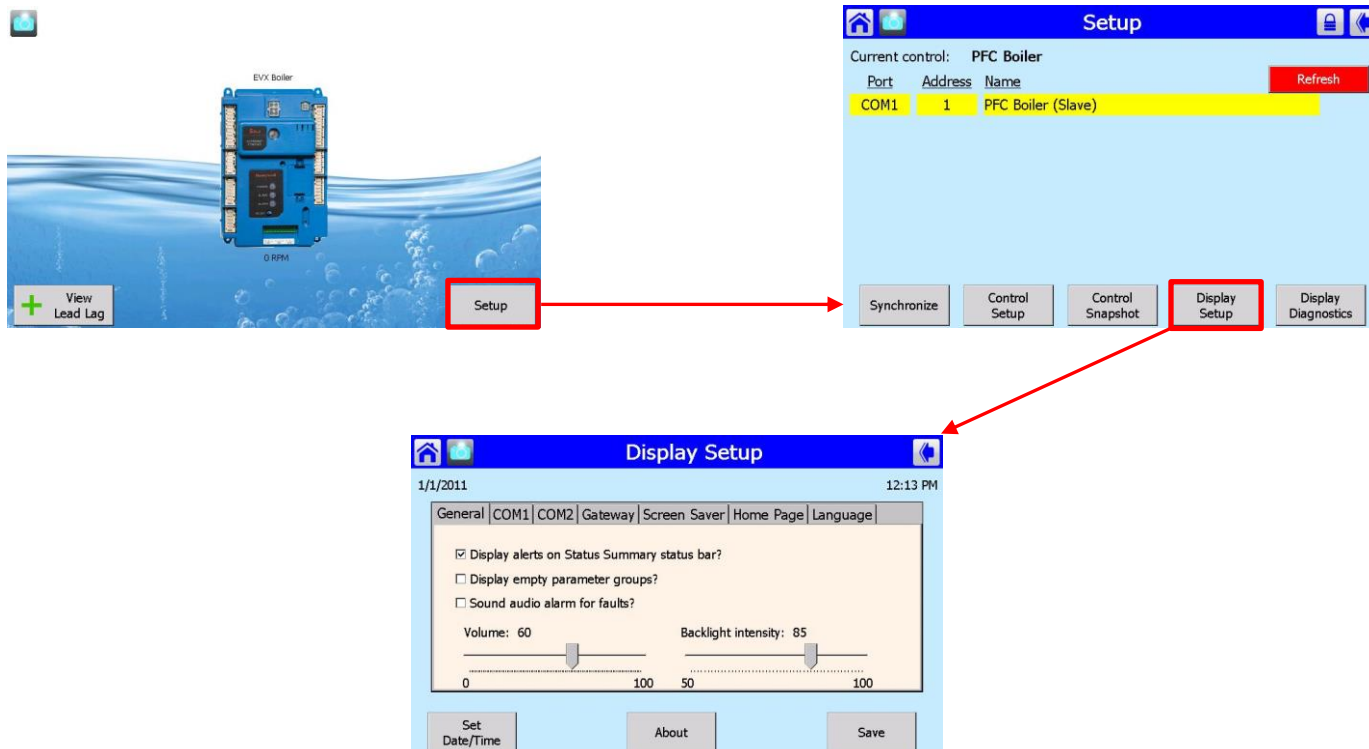 EVX Boiler
0 RPM
View
Lead Lag
Setup
Setup
Current control: PFC Boiler
Port Address Name
Refresh
COM1 1 PFC Boiler (Slave)
Synchronize
Control
Setup
Control
Snapshot
Display
Setup
Display
Diagnostics
Display Setup
1/1/2011 12:13 PM
General COM1 COM2 Gateway Screen Saver Home Page Language
Display alerts on Status Summary status bar?
Display empty parameter groups?
Sound audio alarm for faults?
Volume: 60 Backlight intensity: 85
0 100 50 100
Set
Date/Time
About
Save